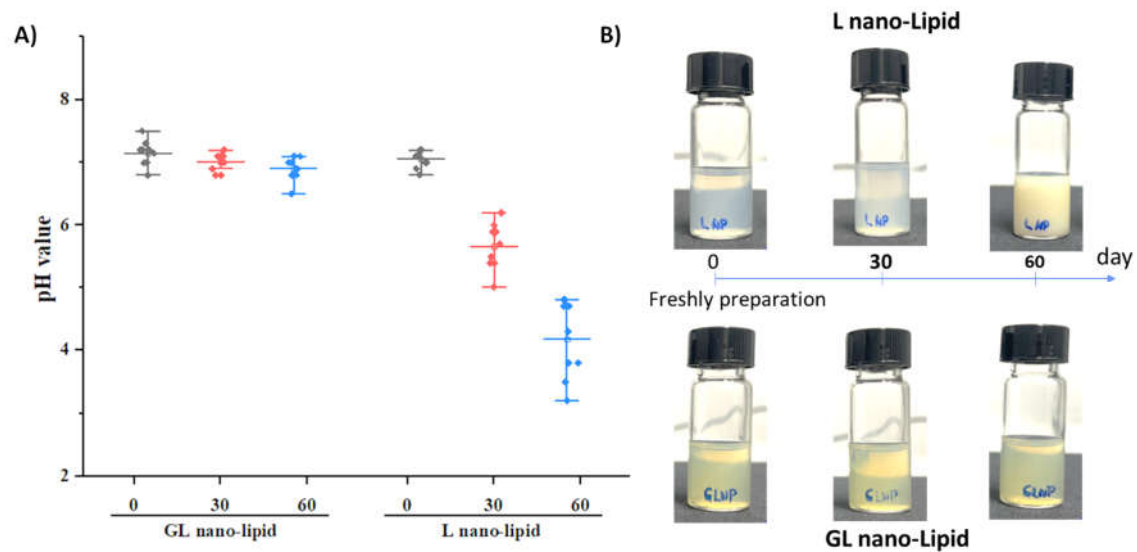 A)
pH value
8
6
4
2
0 30 60 0 30 60
GL nano-lipid L nano-lipid
B)
L nano-Lipid
L NP
L NP
L NP
0 30 60 day
Freshly preparation
GLNP
GLNP
GLNP
GL nano-Lipid